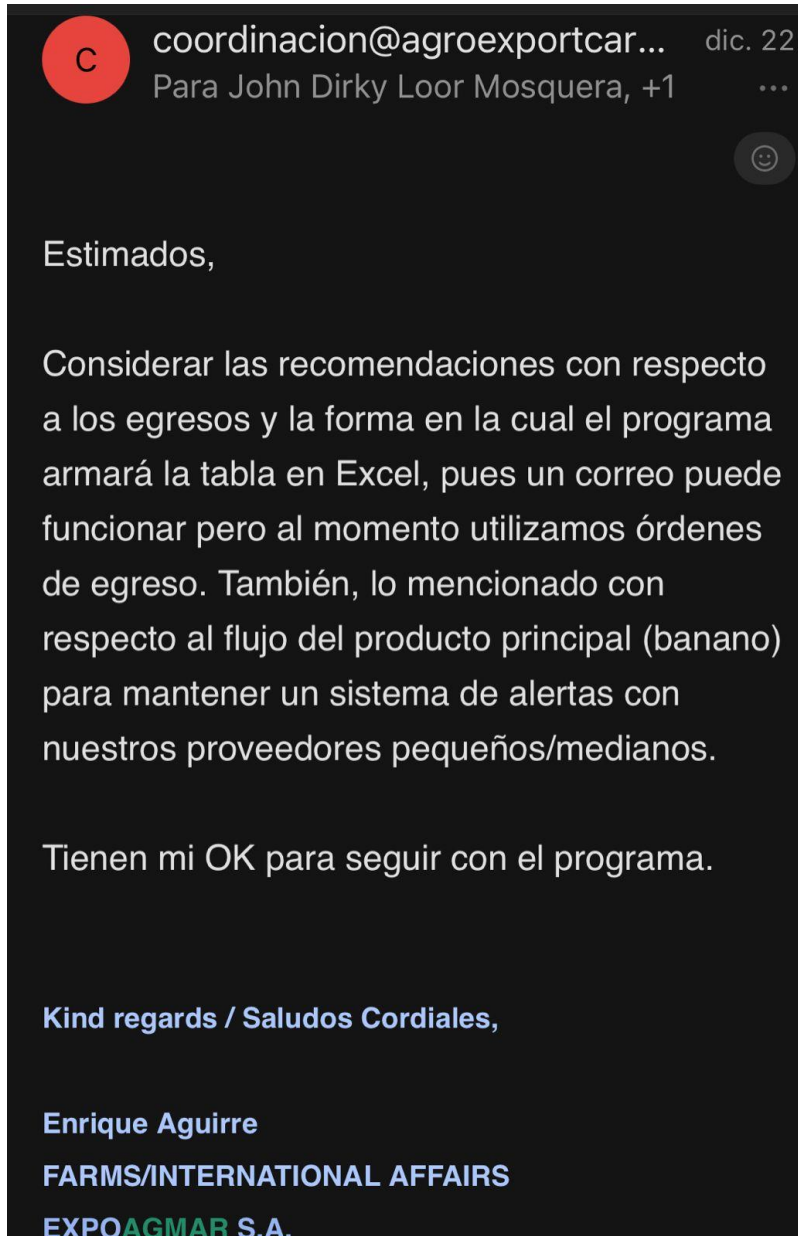 C
coordinacion@agroexportcar... dic. 22
Para John Dirky Loor Mosquera, +1
Estimados,
Considerar las recomendaciones con respecto
a los egresos y la forma en la cual el programa
armará la tabla en Excel, pues un correo puede
funcionar pero al momento utilizamos órdenes
de egreso. También, lo mencionado con
respecto al flujo del producto principal (banano)
para mantener un sistema de alertas con
nuestros proveedores pequeños/medianos.
Tienen mi OK para seguir con el programa.
Kind regards / Saludos Cordiales,
Enrique Aguirre
FARMS/INTERNATIONAL AFFAIRS
EXPOAGMAR S.A.